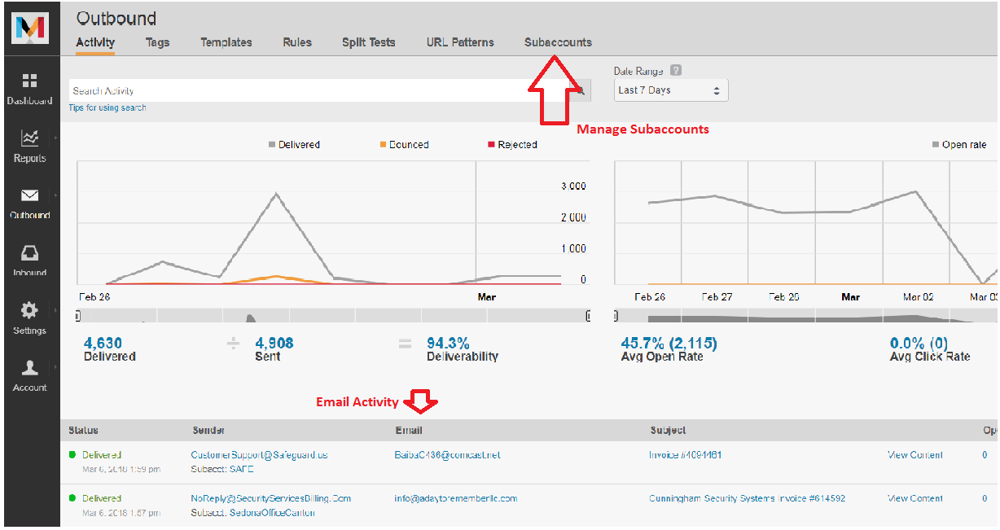 Outbound
Activity Tags Templates Rules Split Tests URL Patterns Subaccounts
Dashboard
Reports
Outbound
Inbound
Settings
Account
Date Range ?
Search Activity
Last 7 Days
Tips for using search
Manage Subaccounts
Delivered Bounced Rejected
Open rate
3,000
2,000
1,000
0
Feb 26 Mar
Feb 26 Feb 27 Feb 28 Mar Mar 02 Mar 03
4,630 ÷ 4,908 = 94.3%
Delivered Sent Deliverability
45.7% (2,115) 0.0% (0)
Avg Open Rate Avg Click Rate
Email Activity
Status Sender Email Subject Op
Delivered CustomerSupport@Safeguard.us BaibaC436@comcast.net Invoice #4094461 View Content 0
Mar 6, 2018 1:59 pm Subacct: SAFE
Delivered NoReply@SecurityServicesBilling.Com info@adaytorememberllc.com Cunningham Security Systems Invoice #614592 View Content 0
Mar 6, 2018 1:57 pm Subacct: SedonaOfficeCanton